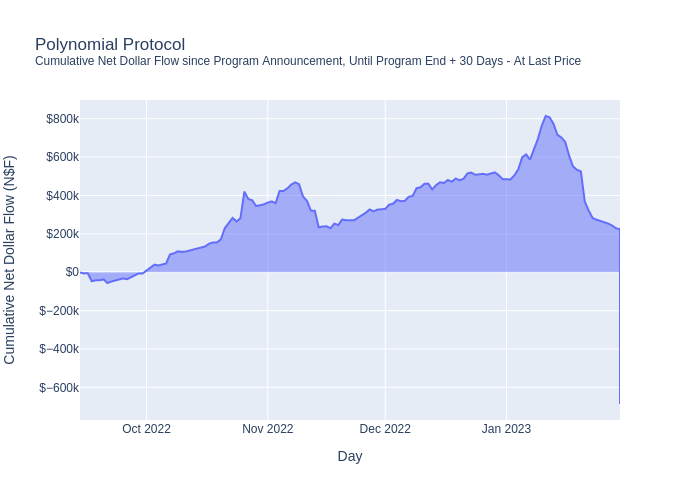 Polynomial Protocol
Cumulative Net Dollar Flow since Program Announcement, Until Program End + 30 Days - At Last Price
Cumulative Net Dollar Flow (N$F)
$800k
$600k
$400k
$200k
$0
$−200k
$−400k
$−600k
Oct 2022
Nov 2022
Dec 2022
Jan 2023
Day